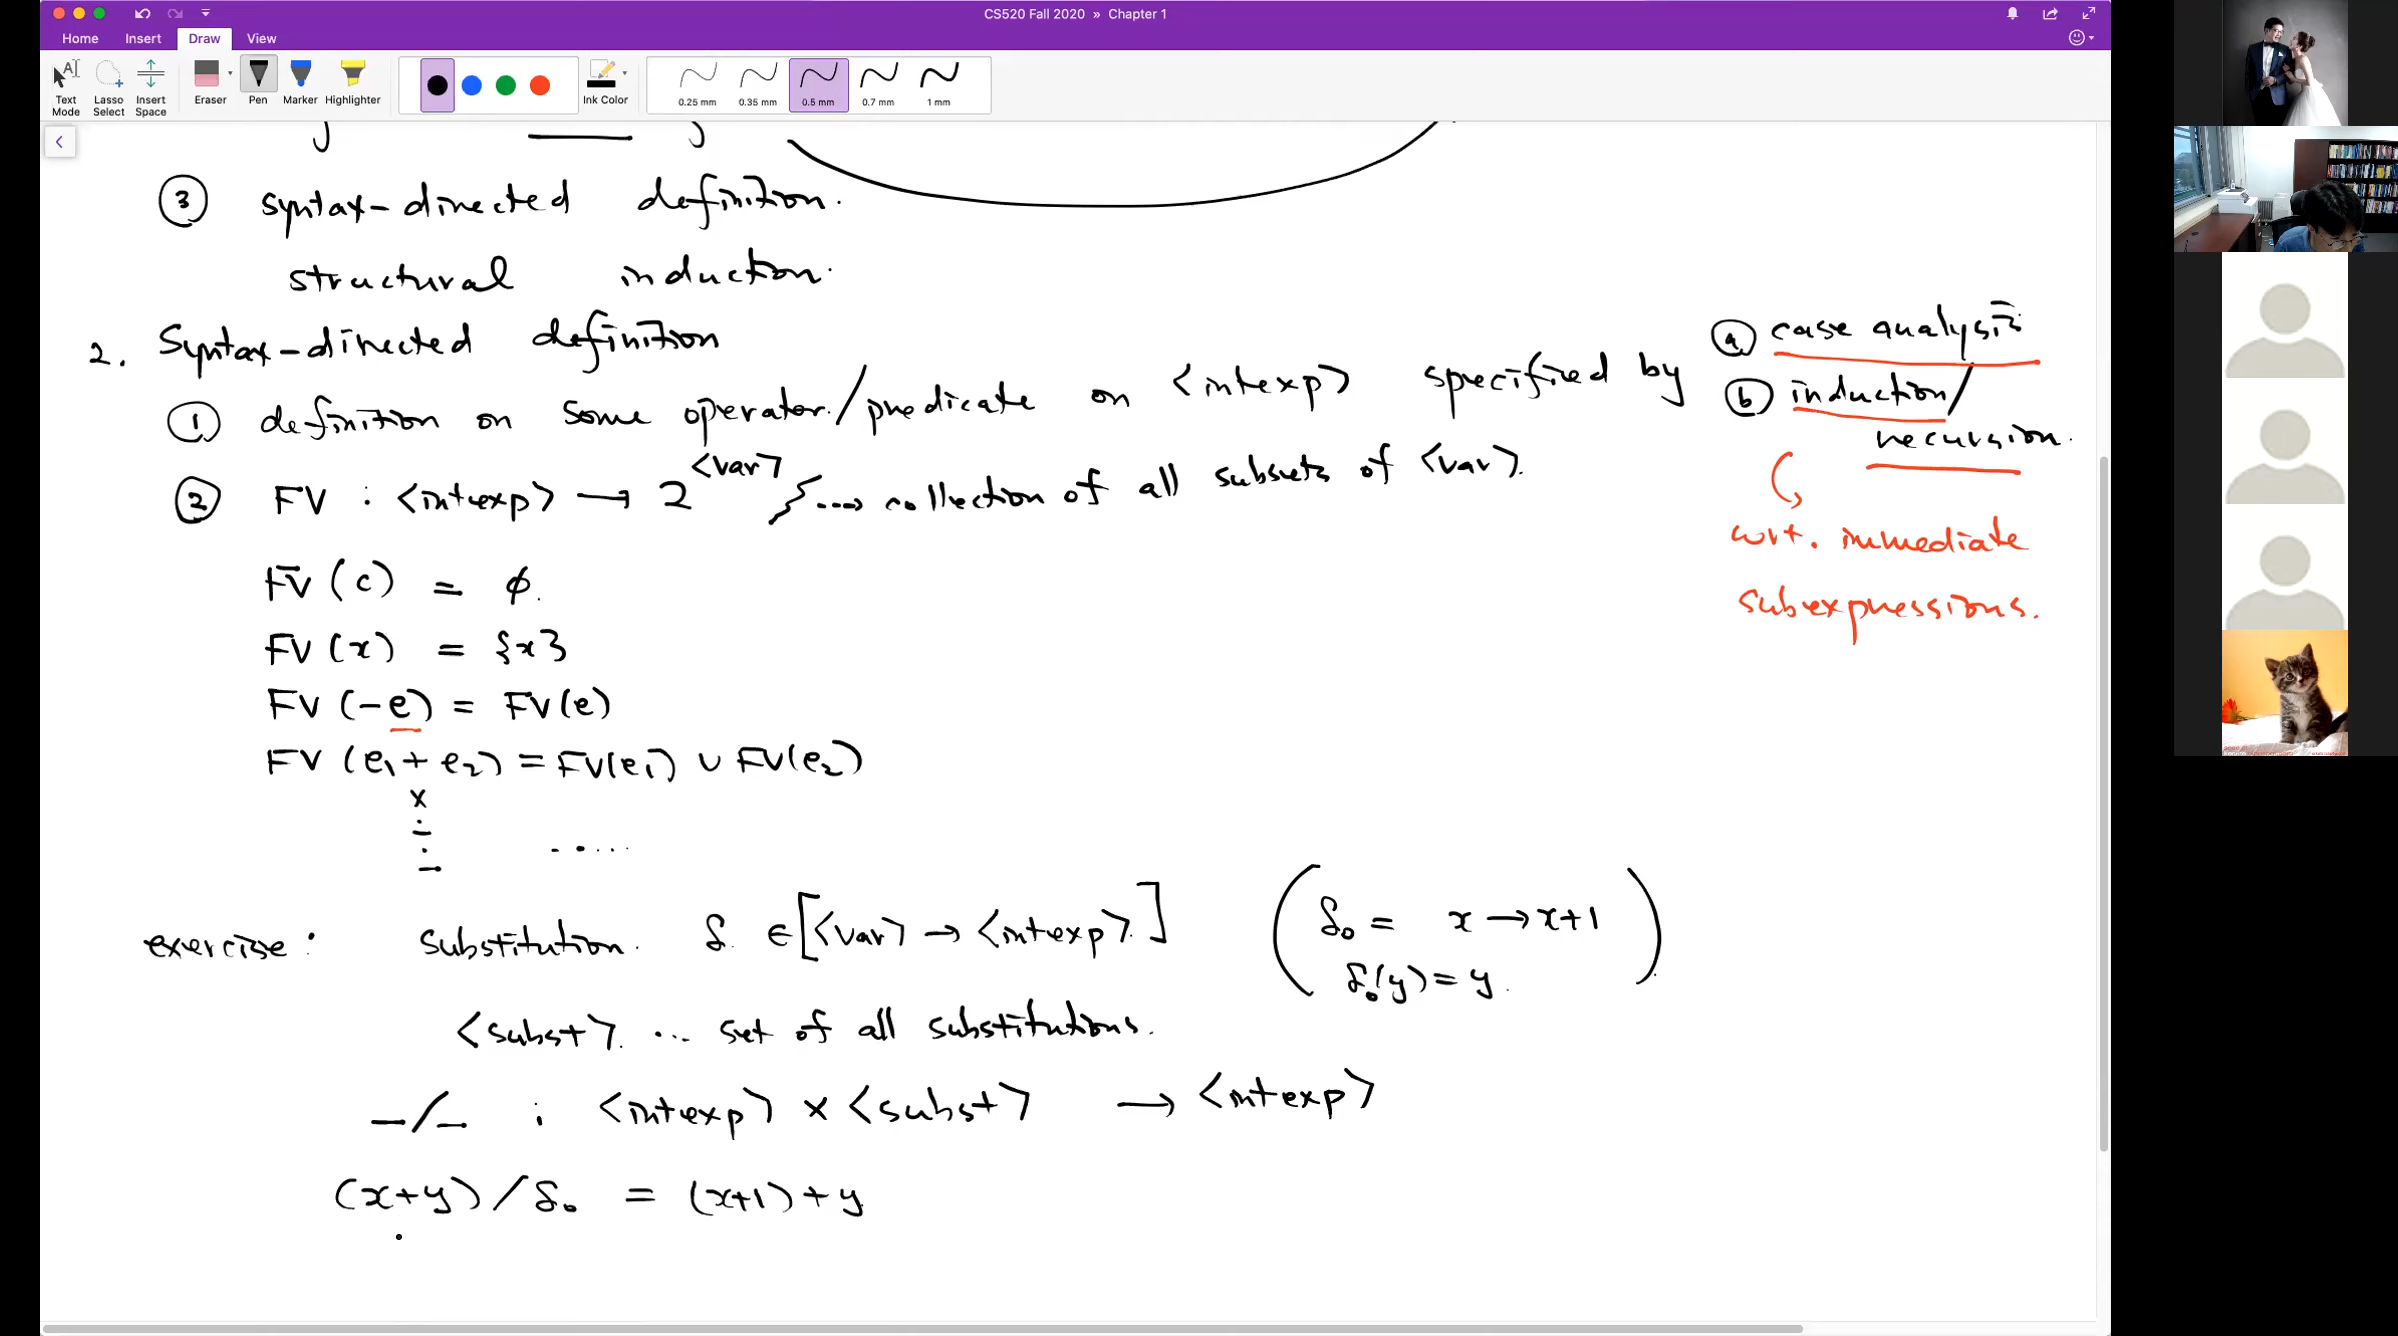 CS520 Fall 2020 » Chapter 1
Home Insert Draw View
Text Mode Lasso Select Insert Space Eraser Pen Marker Highlighter Ink Color 0.25 mm 0.35 mm 0.5 mm 0.7 mm 1 mm
③ syntax-directed definition.
structural induction.
2. Syntax-directed definition
① definition on some operator/predicate on <intexp> specified by
ⓐ case analysis
ⓑ induction/
recursion.
wrt. immediate
subexpressions.
② FV : <intexp> → 2^<var> ...→ collection of all subsets of <var>.
FV (c) = ϕ.
FV (x) = {x}
FV (-e) = FV(e)
FV (e₁ + e₂) = FV(e₁) ∪ FV(e₂)
×
÷
-
.....
exercise: substitution. δ ∈ [<var> → <intexp>]
(δ₀ = x → x+1
δ₀(y) = y.)
<subst>. ... set of all substitutions.
_/_ : <intexp> × <subst> → <intexp>
(x+y)/δ₀ = (x+1)+y